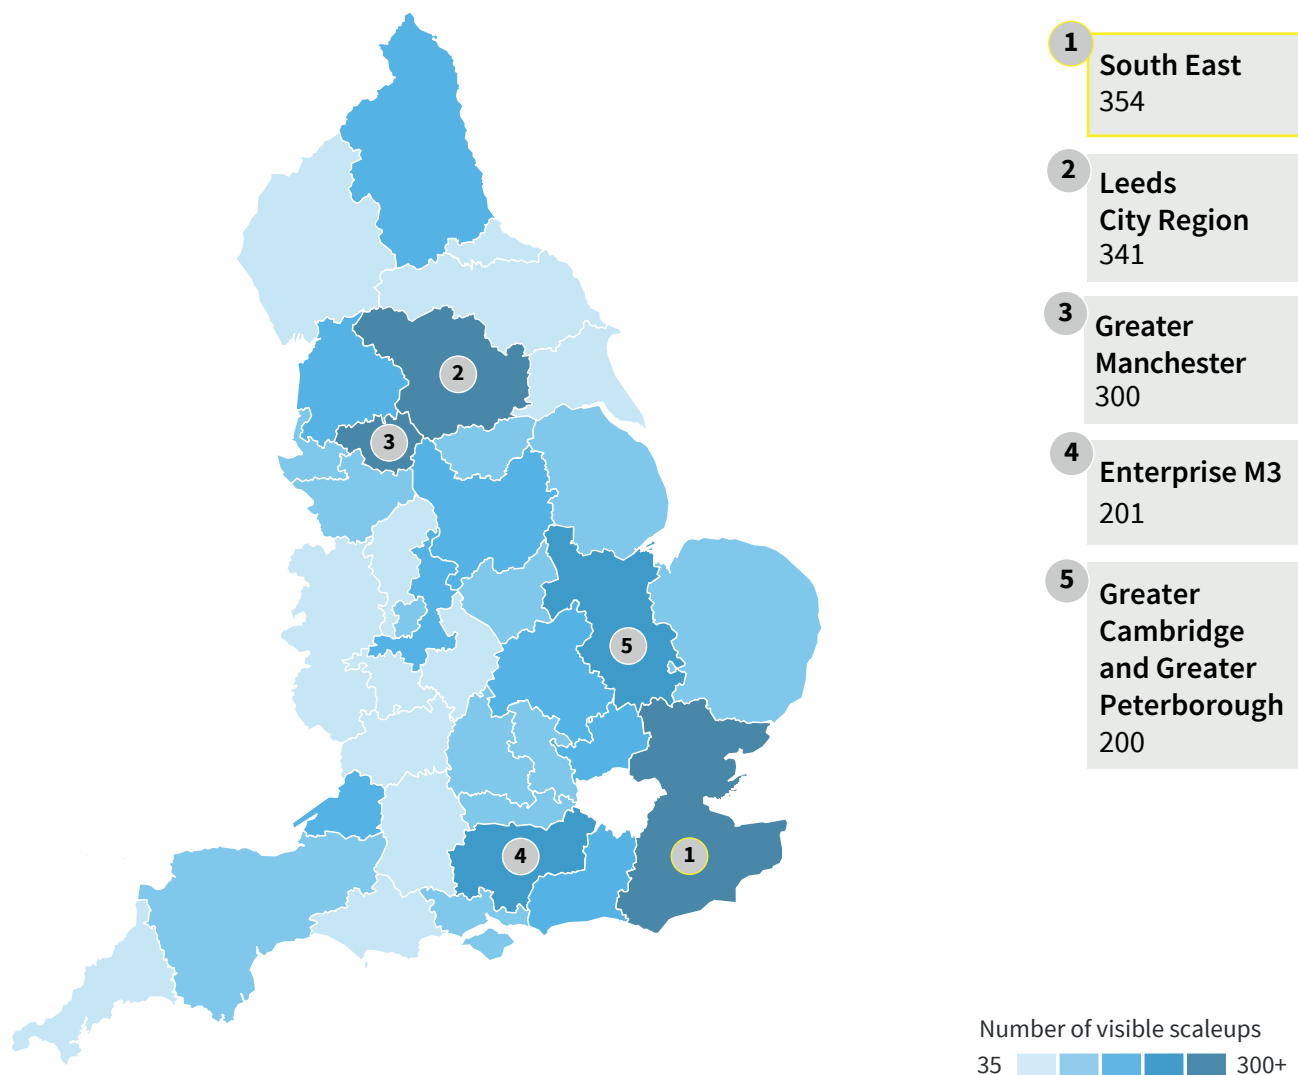 1
South East
354
2
Leeds
City Region
341
3
Greater
Manchester
300
4
Enterprise M3
201
5
Greater
Cambridge
and Greater
Peterborough
200
2
3
5
4
1
Number of visible scaleups
35 300+